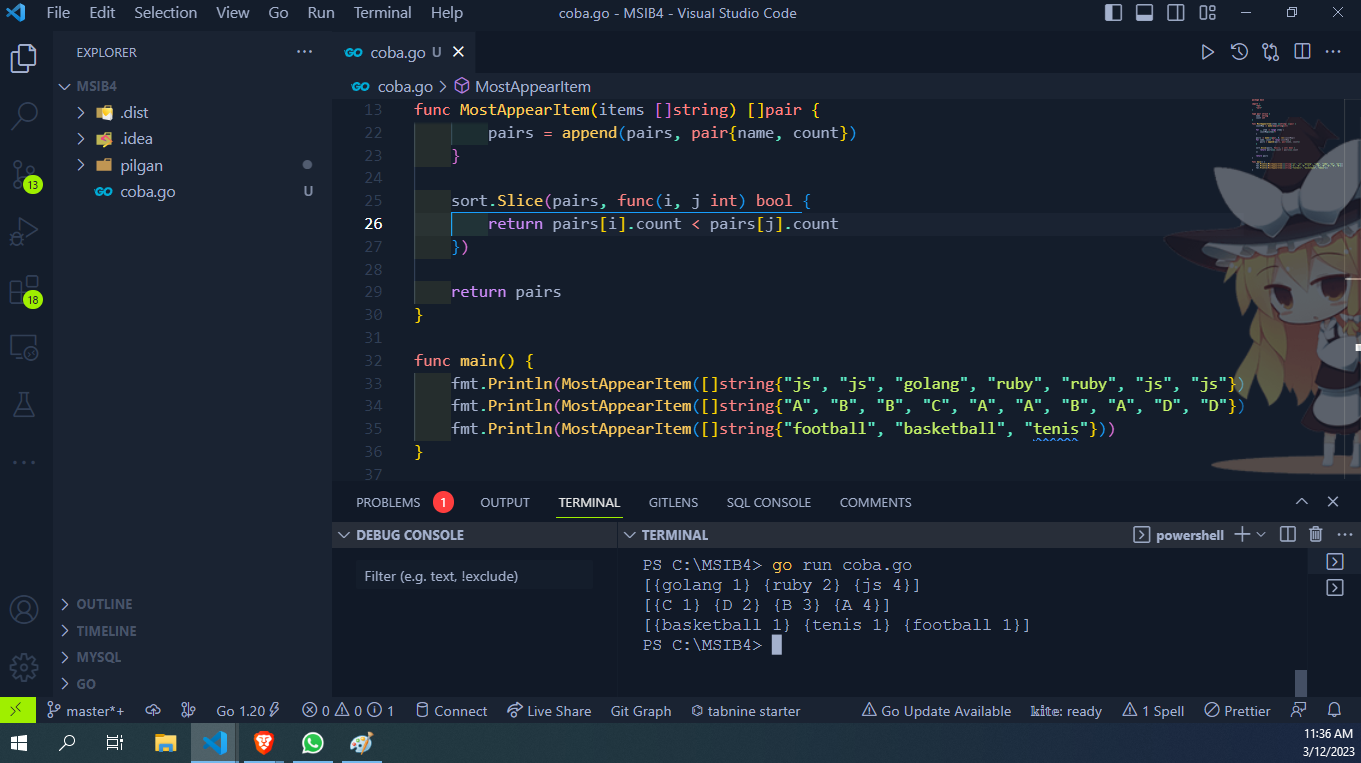 File Edit Selection View Go Run Terminal Help coba.go - MSIB4 - Visual Studio Code
EXPLORER
MSIB4
.dist
.idea
pilgan
coba.go U
OUTLINE
TIMELINE
MYSQL
GO
13
18
GO coba.go U
GO coba.go > MostAppearItem
13 func MostAppearItem(items []string) []pair {
22 pairs = append(pairs, pair{name, count})
23 }
24
25 sort.Slice(pairs, func(i, j int) bool {
26 return pairs[i].count < pairs[j].count
27 })
28
29 return pairs
30 }
31
32 func main() {
33 fmt.Println(MostAppearItem([]string{"js", "js", "golang", "ruby", "ruby", "js", "js"})
34 fmt.Println(MostAppearItem([]string{"A", "B", "B", "C", "A", "A", "B", "A", "D", "D"})
35 fmt.Println(MostAppearItem([]string{"football", "basketball", "tenis"}))
36 }
37
PROBLEMS 1 OUTPUT TERMINAL GITLENS SQL CONSOLE COMMENTS
DEBUG CONSOLE
Filter (e.g. text, !exclude)
TERMINAL powershell
PS C:\MSIB4> go run coba.go
[{golang 1} {ruby 2} {js 4}]
[{C 1} {D 2} {B 3} {A 4}]
[{basketball 1} {tenis 1} {football 1}]
PS C:\MSIB4>
master*+ Go 1.20 0 0 1 Connect Live Share Git Graph tabnine starter Go Update Available kite: ready 1 Spell Prettier
11:36 AM
3/12/2023